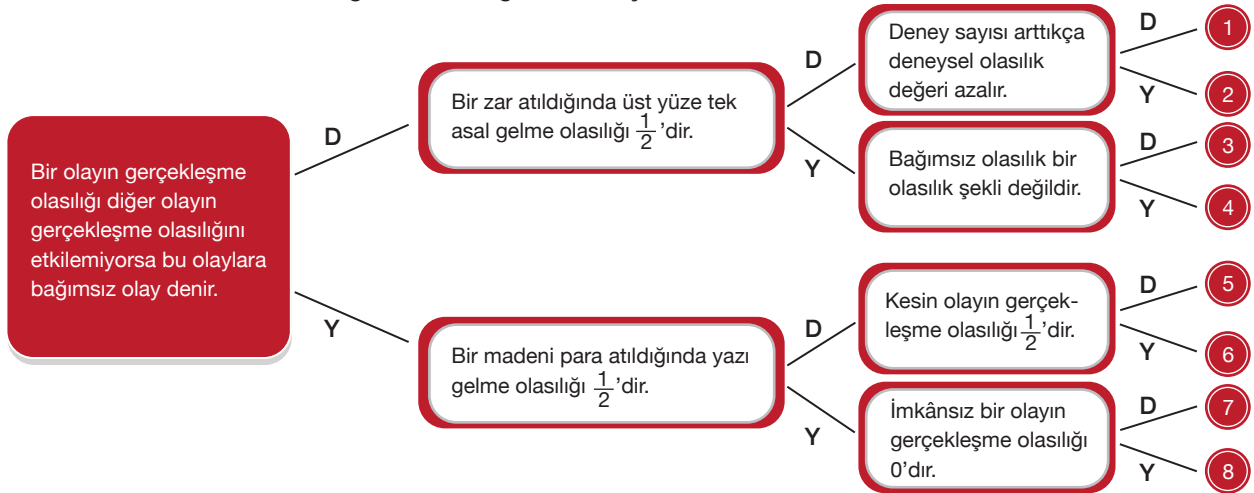 Bir olayın gerçekleşme
olasılığı diğer olayın
gerçekleşme olasılığını
etkilemiyorsa bu olaylara
bağımsız olay denir.
D
Y
Bir zar atıldığında üst yüze tek
asal gelme olasılığı 1/2 'dir.
D
Y
Bir madeni para atıldığında yazı
gelme olasılığı 1/2 'dir.
D
Y
Deney sayısı arttıkça
deneysel olasılık
değeri azalır.
D
1
Y
2
Bağımsız olasılık bir
olasılık şekli değildir.
D
3
Y
4
Kesin olayın gerçek-
leşme olasılığı 1/2 'dir.
D
5
Y
6
İmkânsız bir olayın
gerçekleşme olasılığı
0'dır.
D
7
Y
8